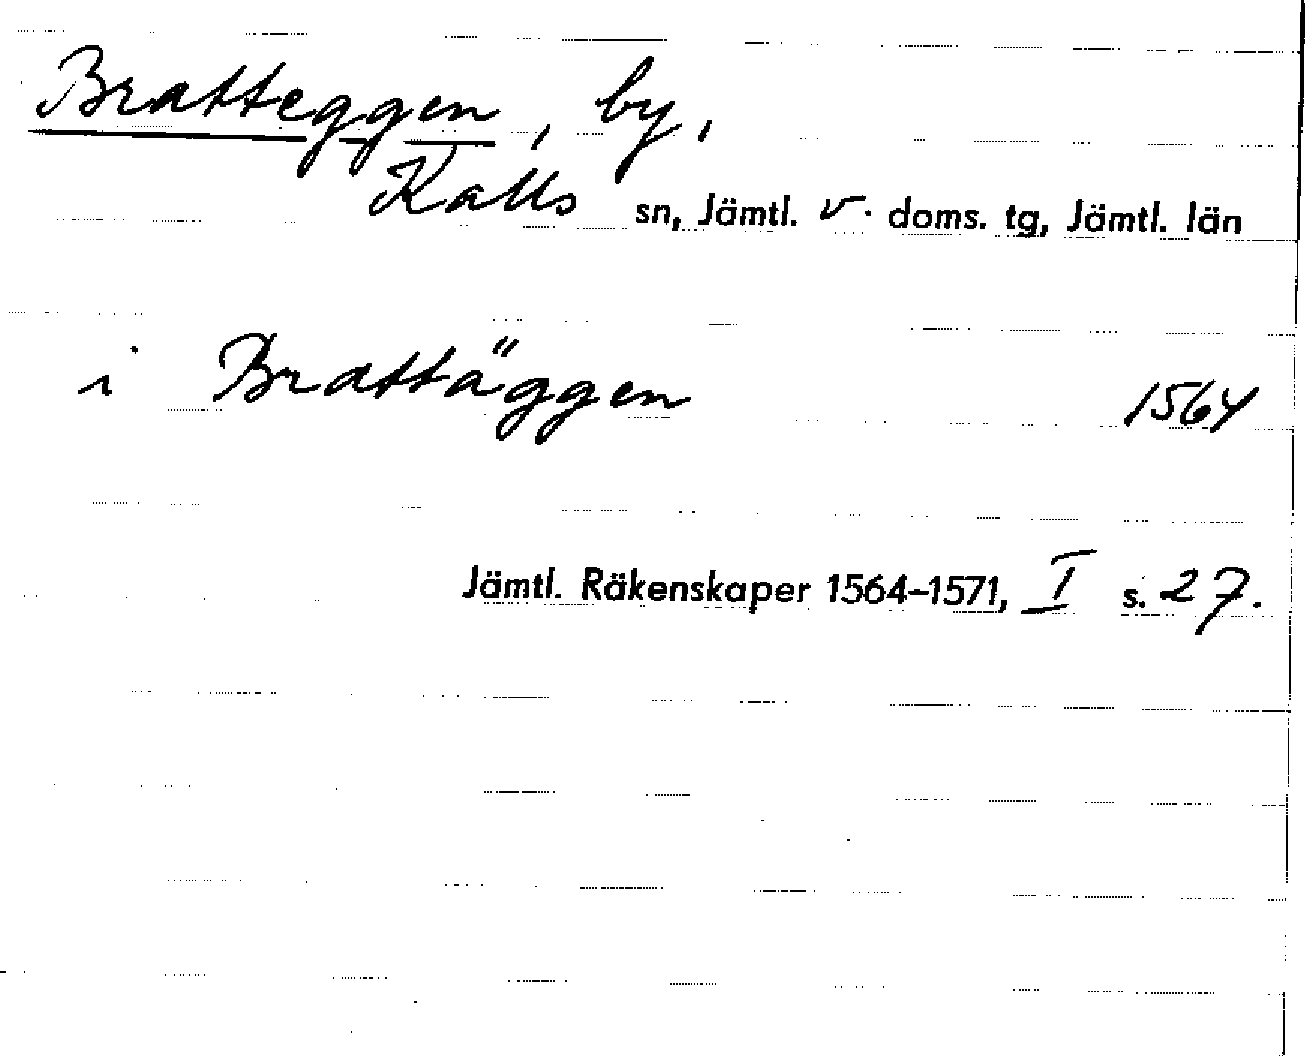 Bratteggen, by,
Kalls sn, Jämtl. v. doms. tg, Jämtl. län
i Brattäggen 1564
Jämtl. Räkenskaper 1564–1571, I s. 27.